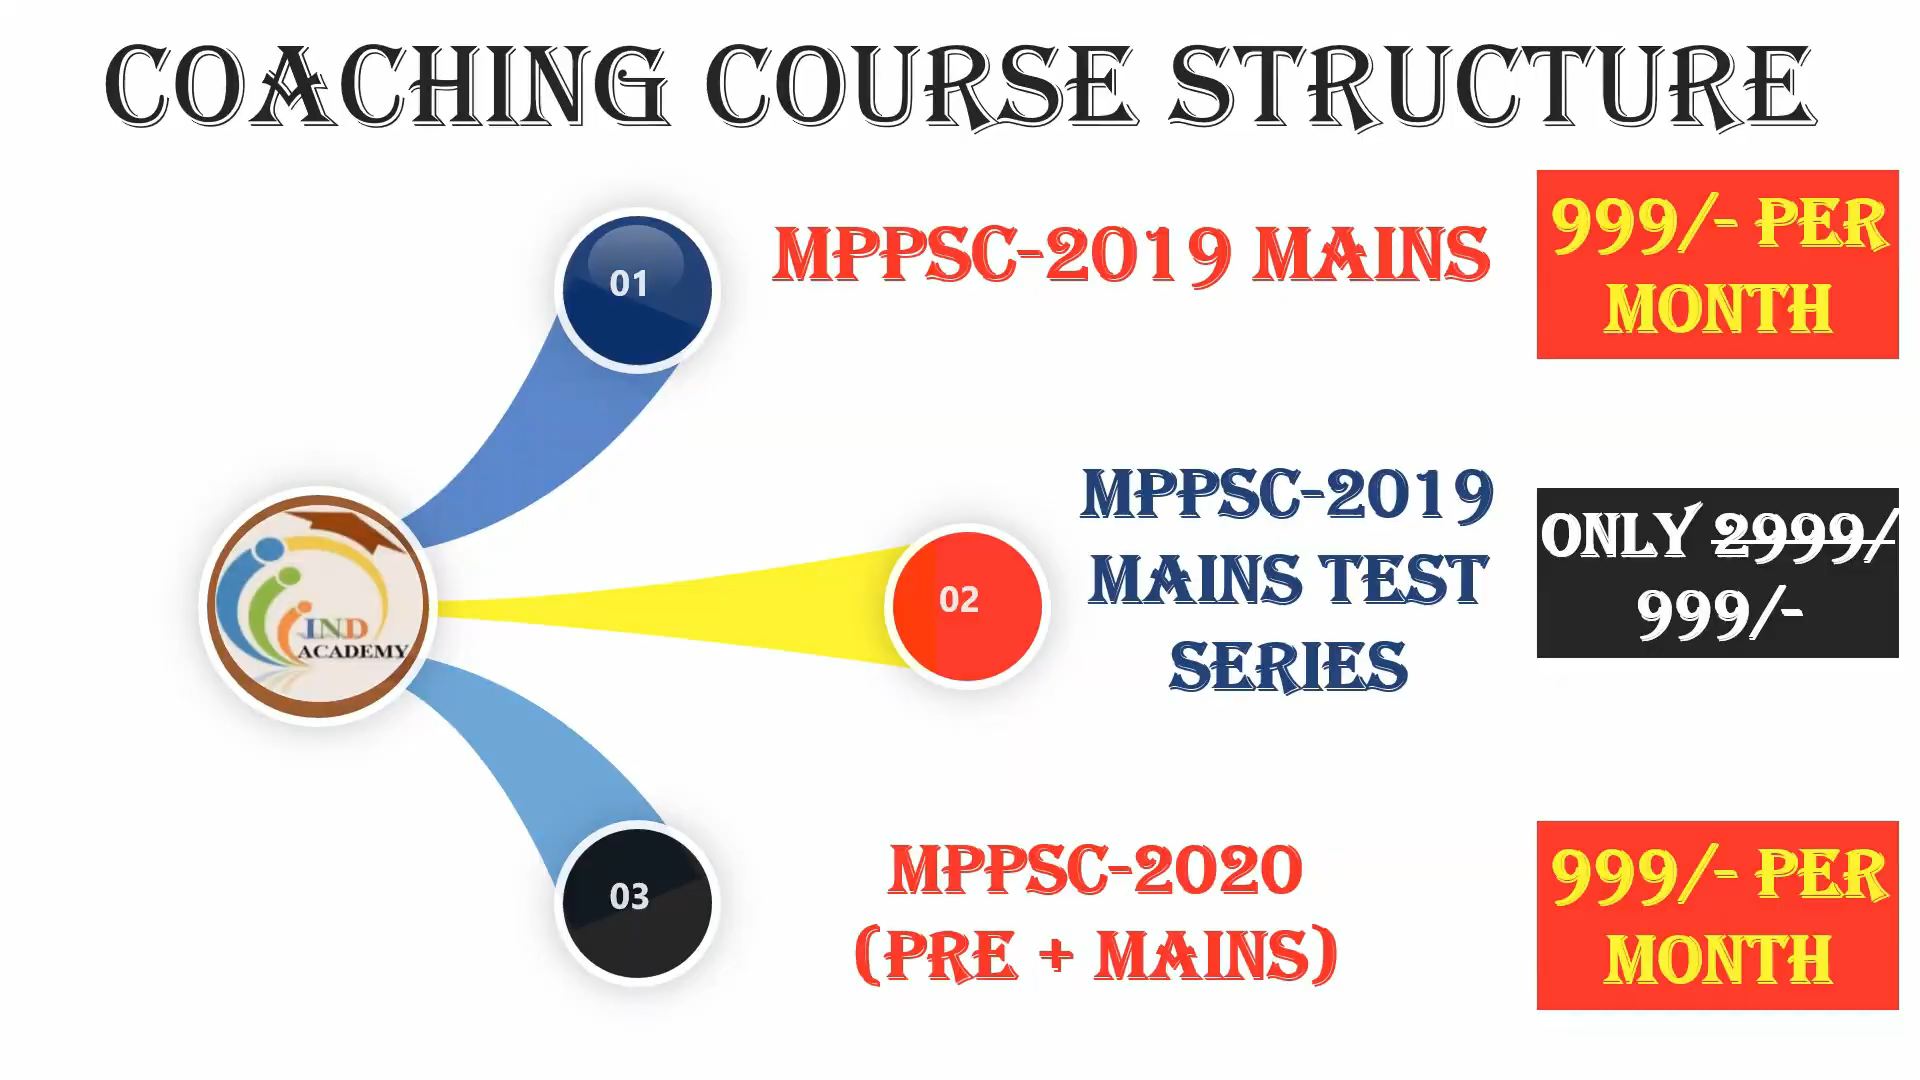 COACHING COURSE STRUCTURE
01
MPPSC-2019 MAINS
999/- PER
MONTH
IND
ACADEMY
02
MPPSC-2019
MAINS TEST
SERIES
ONLY 2999/
999/-
03
MPPSC-2020
(PRE + MAINS)
999/- PER
MONTH